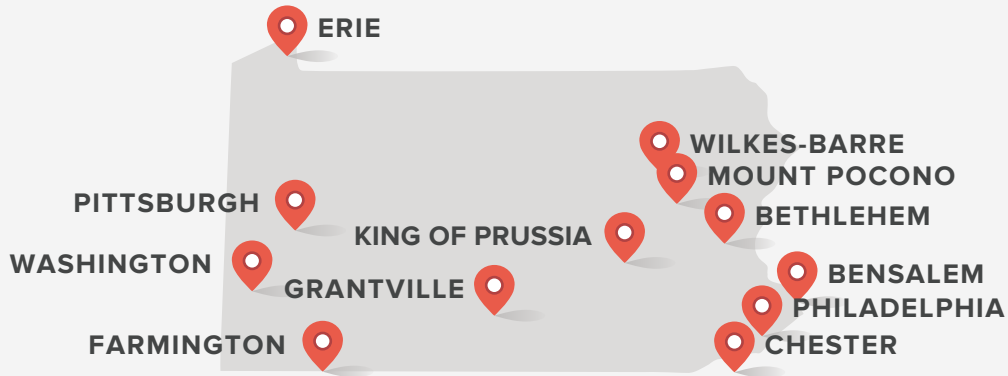 ERIE
WILKES-BARRE
MOUNT POCONO
PITTSBURGH
BETHLEHEM
KING OF PRUSSIA
WASHINGTON
BENSALEM
GRANTVILLE
PHILADELPHIA
FARMINGTON
CHESTER